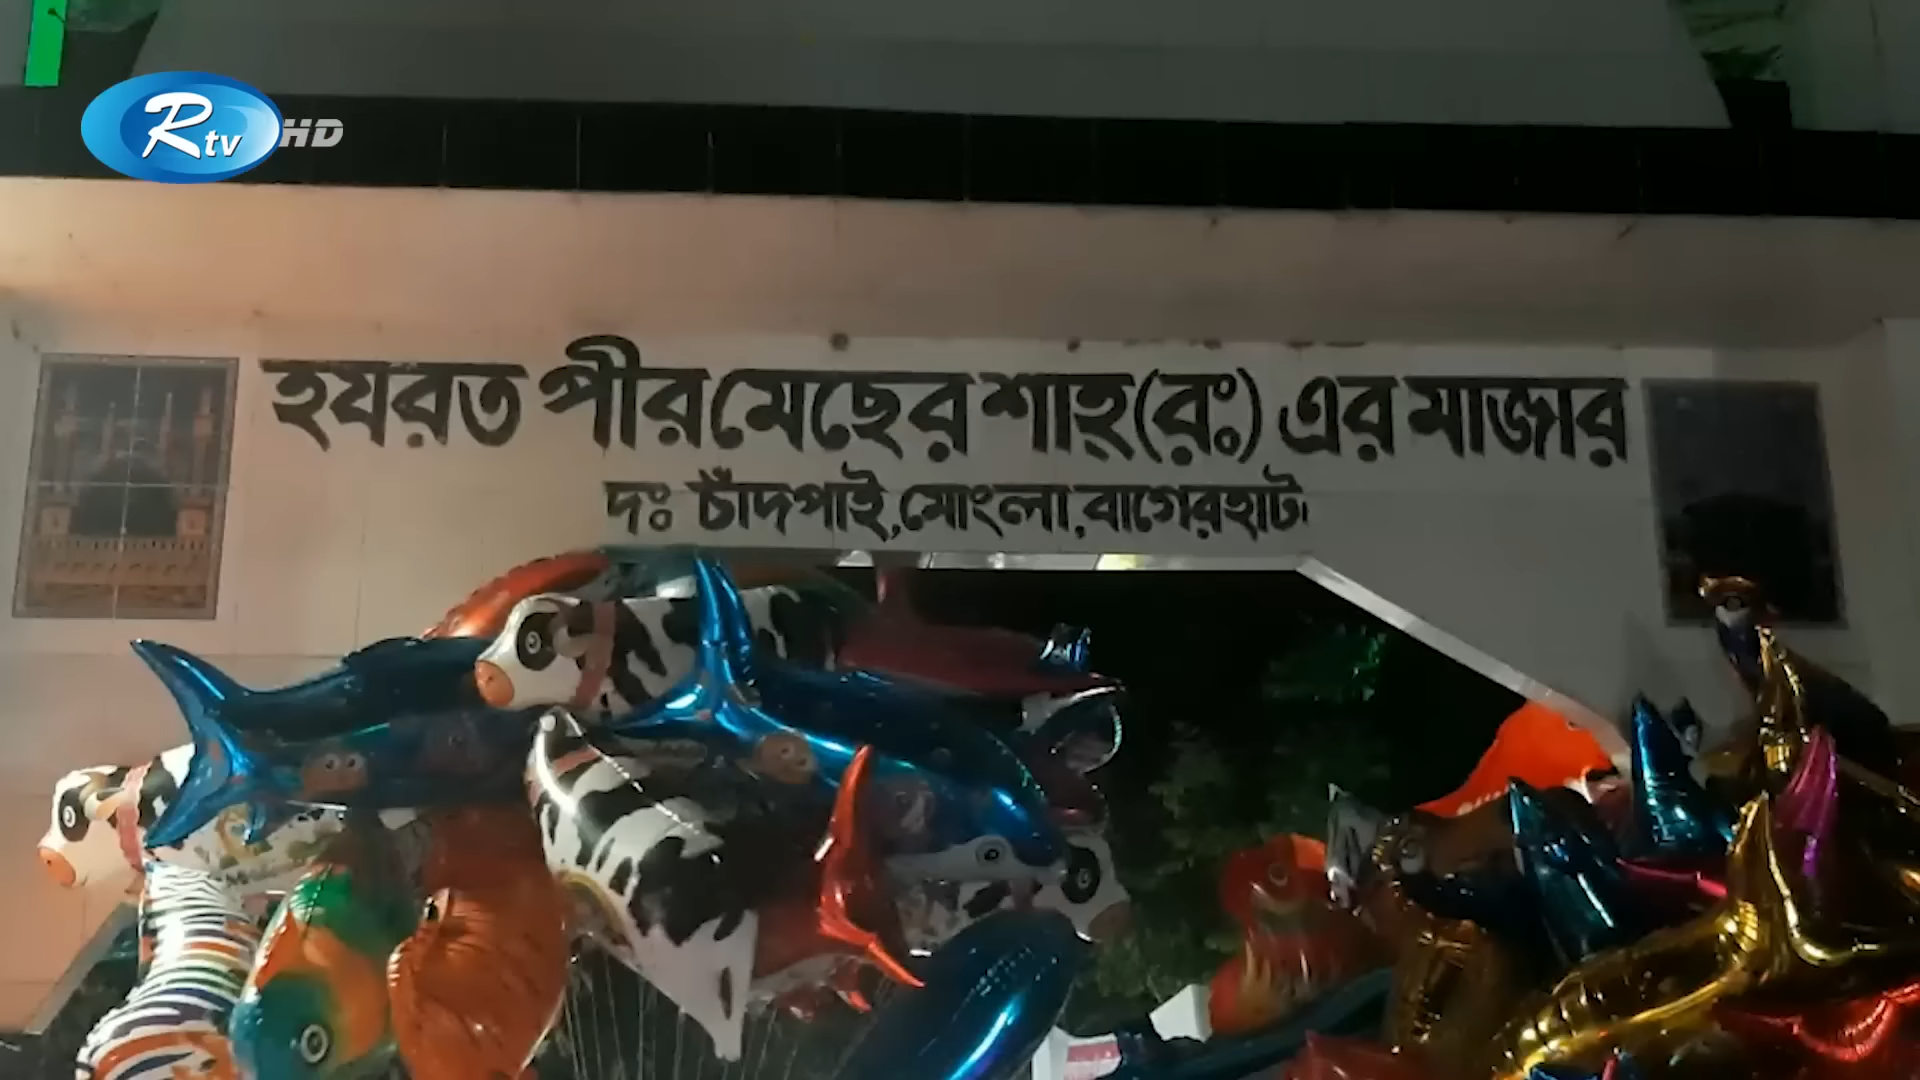 Rtv HD
হযরত পীর মেছের শাহ্ (রঃ) এর মাজার
দঃ চাঁদপাই, মোংলা, বাগেরহাট।